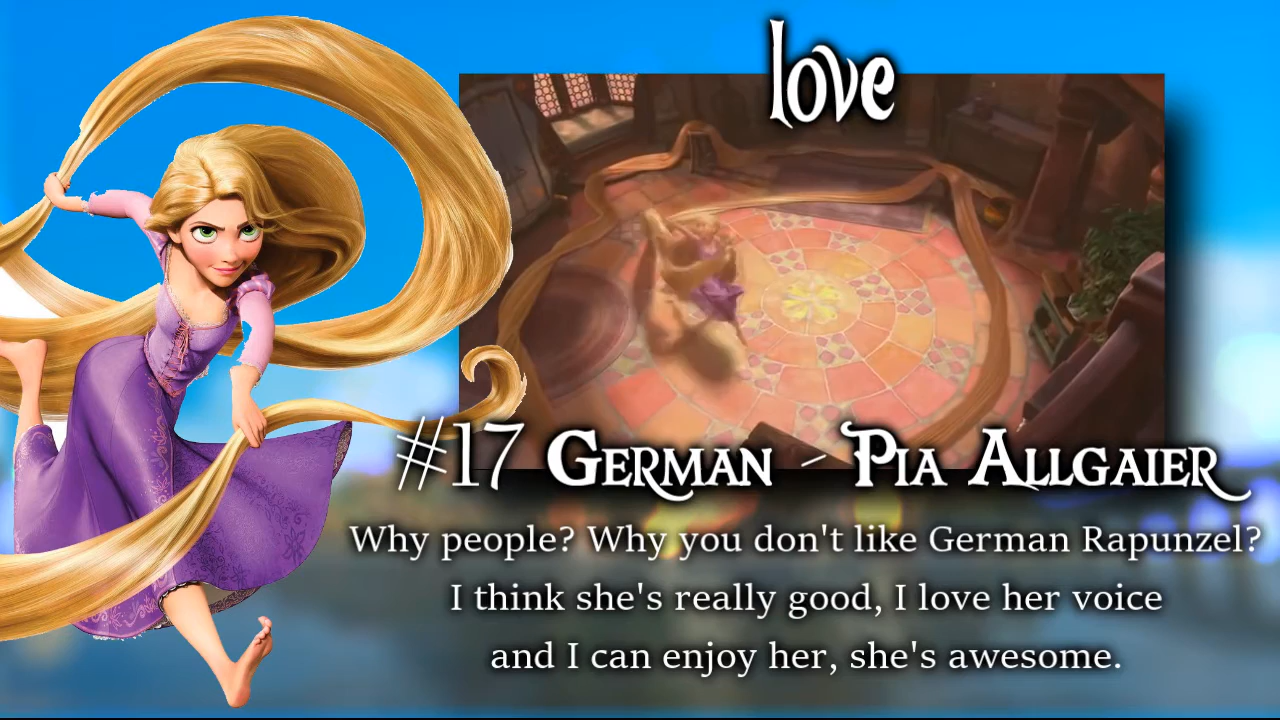 love
#17 German - Pia Allgaier
Why people? Why you don't like German Rapunzel?
I think she's really good, I love her voice
and I can enjoy her, she's awesome.